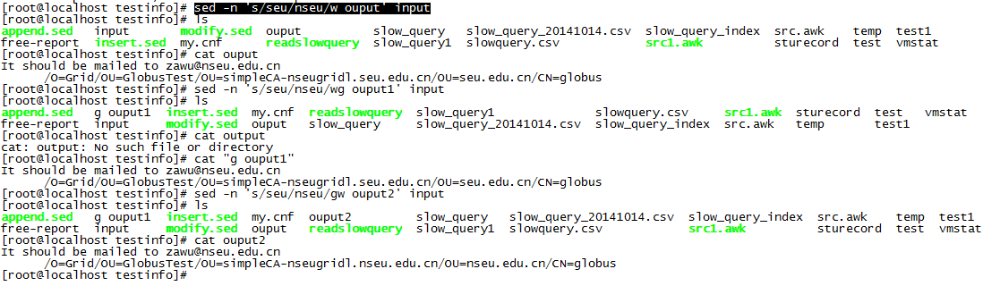 [root@localhost testinfo]# sed -n 's/seu/nseu/w ouput' input
[root@localhost testinfo]# ls
append.sed   input        modify.sed  ouput          slow_query   slow_query_20141014.csv  slow_query_index  src.awk    temp  test1
free-report  insert.sed  my.cnf      readslowquery  slow_query1  slowquery.csv            src1.awk          sturecord  test  vmstat
[root@localhost testinfo]# cat ouput
It should be mailed to zawu@nseu.edu.cn
      /O=Grid/OU=GlobusTest/OU=simpleCA-nseugridl.seu.edu.cn/OU=seu.edu.cn/CN=globus
[root@localhost testinfo]# sed -n 's/seu/nseu/wg ouput1' input
[root@localhost testinfo]# ls
append.sed   g ouput1  insert.sed  my.cnf  readslowquery  slow_query1              slowquery.csv     src1.awk  sturecord  test   vmstat
free-report  input     modify.sed  ouput   slow_query     slow_query_20141014.csv  slow_query_index  src.awk   temp       test1
[root@localhost testinfo]# cat output
cat: output: No such file or directory
[root@localhost testinfo]# cat "g ouput1"
It should be mailed to zawu@nseu.edu.cn
      /O=Grid/OU=GlobusTest/OU=simpleCA-nseugridl.seu.edu.cn/OU=seu.edu.cn/CN=globus
[root@localhost testinfo]# sed -n 's/seu/nseu/gw ouput2' input
[root@localhost testinfo]# ls
append.sed   g ouput1  insert.sed  my.cnf  ouput2         slow_query   slow_query_20141014.csv  slow_query_index  src.awk    temp  test1
free-report  input     modify.sed  ouput   readslowquery  slow_query1  slowquery.csv            src1.awk          sturecord  test  vmstat
[root@localhost testinfo]# cat ouput2
It should be mailed to zawu@nseu.edu.cn
      /O=Grid/OU=GlobusTest/OU=simpleCA-nseugridl.nseu.edu.cn/OU=nseu.edu.cn/CN=globus
[root@localhost testinfo]#